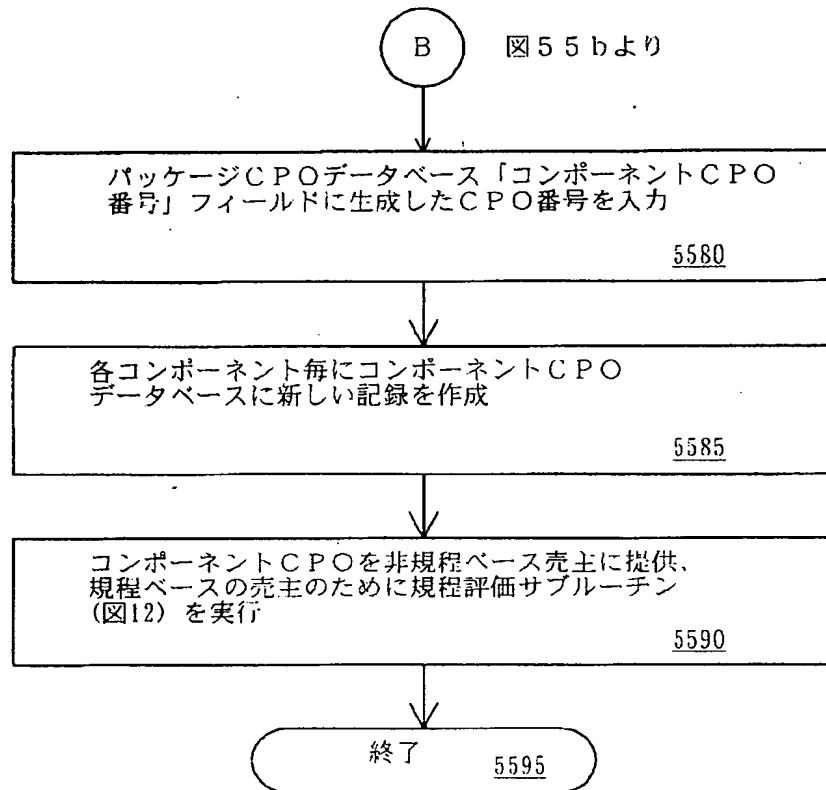 B 図55bより
パッケージCPOデータベース「コンポーネントCPO
番号」フィールドに生成したCPO番号を入力
5580
各コンポーネント毎にコンポーネントCPO
データベースに新しい記録を作成
5585
コンポーネントCPOを非規程ベース売主に提供、
規程ベースの売主のために規程評価サブルーチン
(図12) を実行
5590
終了 5595